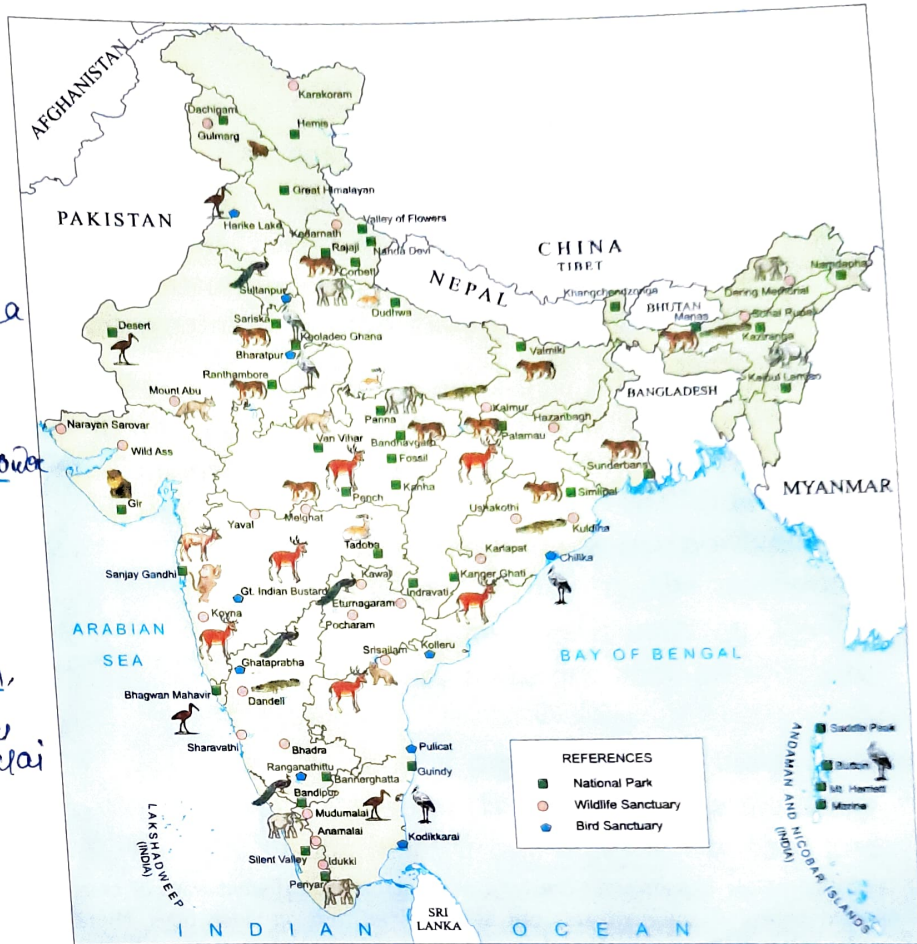 AFGHANISTAN
Karakoram
Dachigam
Gulmarg
Hemis
Great Himalayan
PAKISTAN
Harike Lake
Kedarnath
Valley of Flowers
Nanda Devi
Rajaji
Corbett
CHINA
TIBET
NEPAL
Khangchendzonga
BHUTAN
Manas
Namdapha
Dering Memorial
Sonai Rupai
Kaziranga
Keibul Lamjao
Sultanpur
Dudhwa
Sariska
Keoladeo Ghana
Bharatpur
Desert
Ranthambore
Valmiki
BANGLADESH
Mount Abu
Panna
Kaimur
Hazaribagh
Palamau
Narayan Sarovar
Wild Ass
Van Vihar
Bandhavgarh
Fossil
Sunderbans
MYANMAR
Gir
Pench
Kanha
Simlipal
Yaval
Melghat
Ushakothi
Kuldiha
Tadoba
Karlapat
Chilika
Sanjay Gandhi
Gt. Indian Bustard
Kawal
Indravati
Kanger Ghati
Koyna
Eturnagaram
Pocharam
ARABIAN
SEA
Srisailam
Kolleru
BAY OF BENGAL
Ghataprabha
Bhagwan Mahavir
Dandeli
Sharavathi
Bhadra
Pulicat
Ranganathittu
Bannerghatta
Guindy
Bandipur
Mudumalai
Anamalai
Kodikkarai
Silent Valley
Idukki
Periyar
LAKSHADWEEP
(INDIA)
SRI
LANKA
INDIAN OCEAN
REFERENCES
National Park
Wildlife Sanctuary
Bird Sanctuary
Saddle Peak
Button
Mt. Harriett
Marine
ANDAMAN AND NICOBAR ISLANDS
(INDIA)